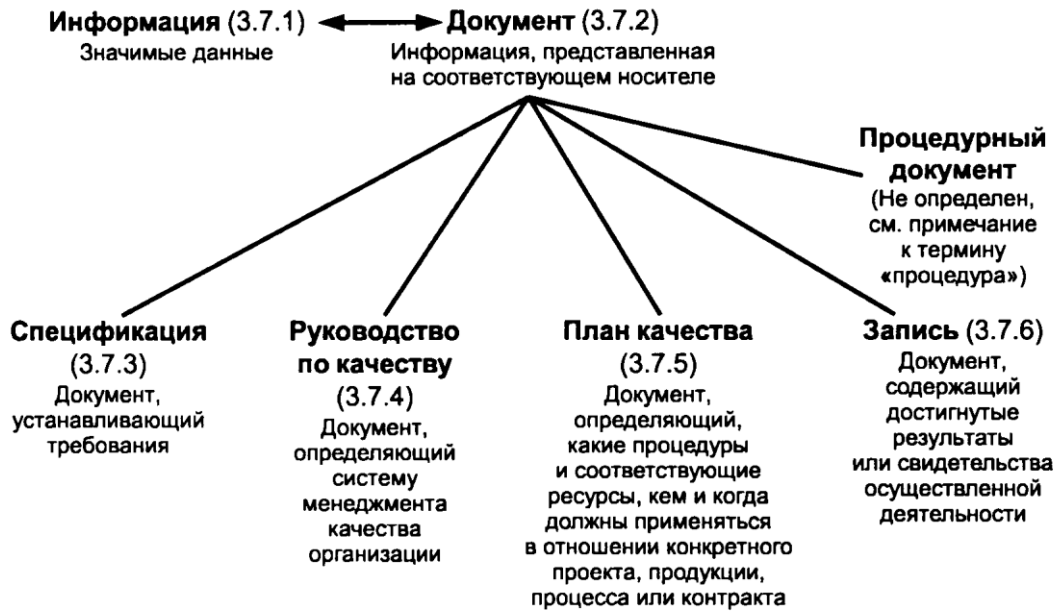 Информация (3.7.1)
Значимые данные
Документ (3.7.2)
Информация, представленная
на соответствующем носителе
Процедурный
документ
(Не определен,
см. примечание
к термину
«процедура»)
Спецификация
(3.7.3)
Документ,
устанавливающий
требования
Руководство
по качеству
(3.7.4)
Документ,
определяющий
систему
менеджмента
качества
организации
План качества
(3.7.5)
Документ,
определяющий,
какие процедуры
и соответствующие
ресурсы, кем и когда
должны применяться
в отношении конкретного
проекта, продукции,
процесса или контракта
Запись (3.7.6)
Документ,
содержащий
достигнутые
результаты
или свидетельства
осуществленной
деятельности